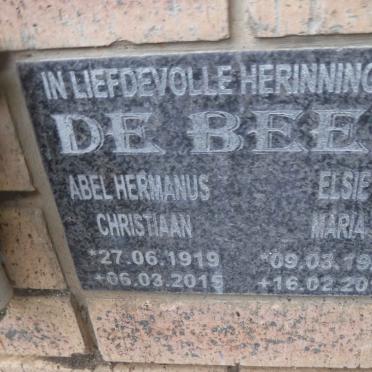 IN LIEFDEVOLLE HERINNING
DE BEE
ABEL HERMANUS ELSIE
CHRISTIAAN MARIA
*27.06.1919 *09.03.19
+06.03.2015 +16.02.20